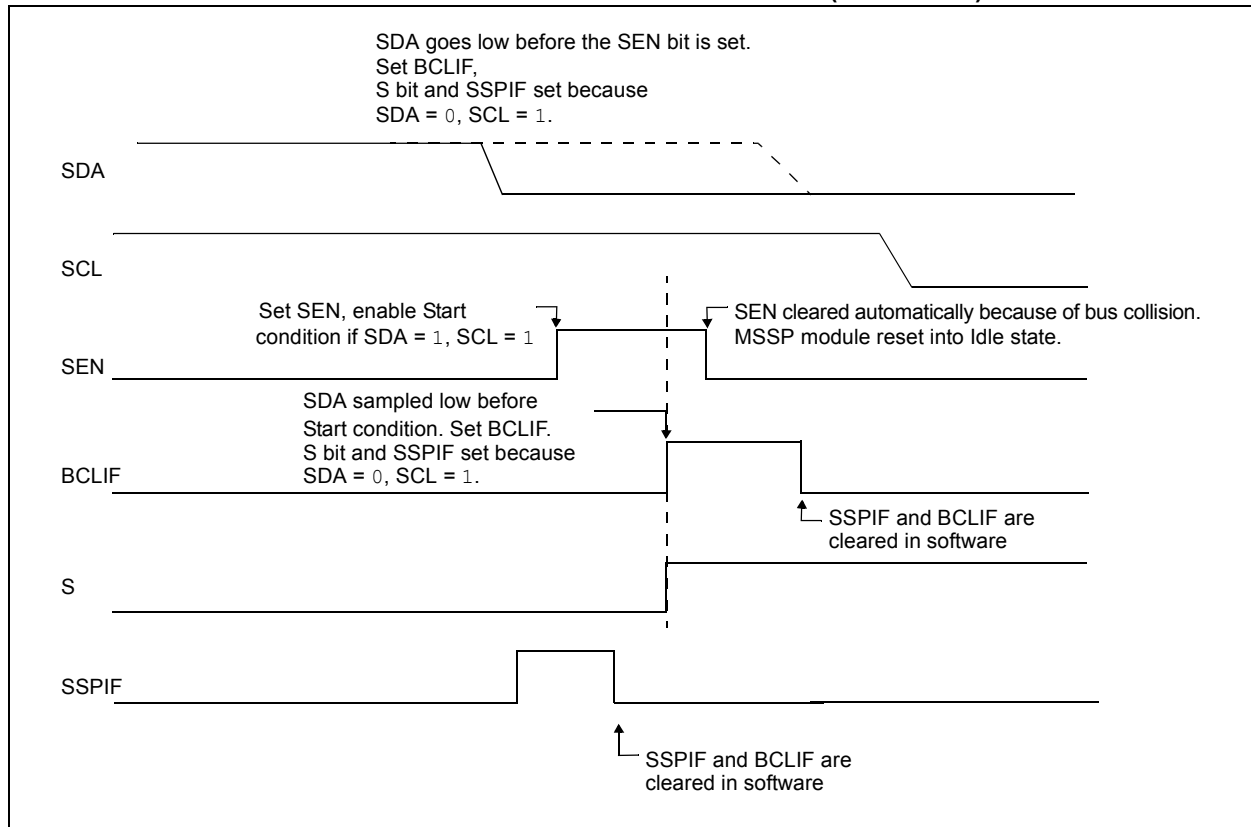 SDA goes low before the SEN bit is set.
Set BCLIF,
S bit and SSPIF set because
SDA = 0, SCL = 1.
SDA
SCL
Set SEN, enable Start
condition if SDA = 1, SCL = 1
SEN cleared automatically because of bus collision.
MSSP module reset into Idle state.
SEN
SDA sampled low before
Start condition. Set BCLIF.
S bit and SSPIF set because
SDA = 0, SCL = 1.
BCLIF
SSPIF and BCLIF are
cleared in software
S
SSPIF
SSPIF and BCLIF are
cleared in software